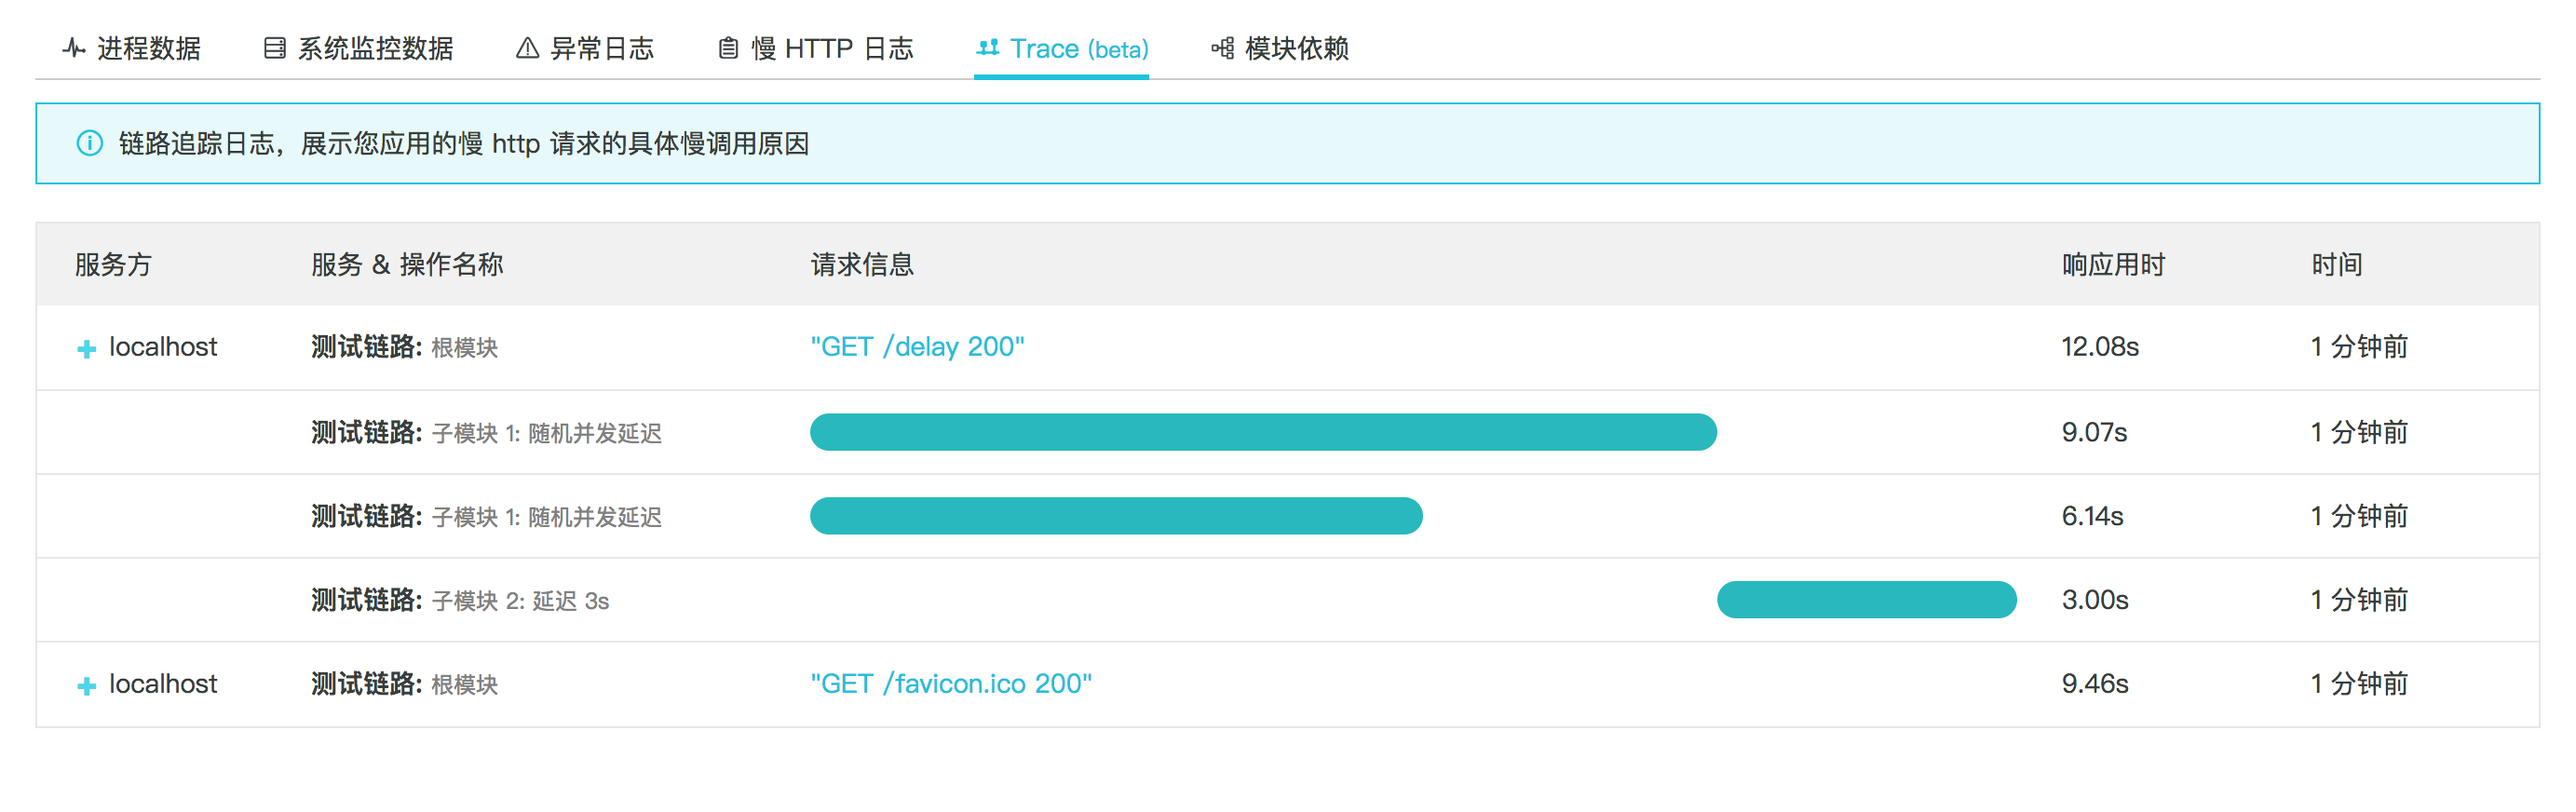 进程数据 系统监控数据 异常日志 慢 HTTP 日志 Trace (beta) 模块依赖
链路追踪日志，展示您应用的慢 http 请求的具体慢调用原因
服务方 服务 & 操作名称 请求信息 响应用时 时间
localhost 测试链路: 根模块 "GET /delay 200" 12.08s 1 分钟前
测试链路: 子模块 1: 随机并发延迟 9.07s 1 分钟前
测试链路: 子模块 1: 随机并发延迟 6.14s 1 分钟前
测试链路: 子模块 2: 延迟 3s 3.00s 1 分钟前
localhost 测试链路: 根模块 "GET /favicon.ico 200" 9.46s 1 分钟前